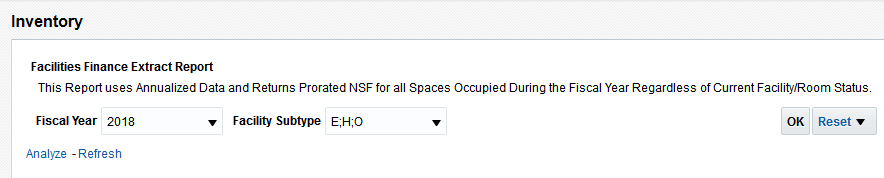 Inventory
Facilities Finance Extract Report
This Report uses Annualized Data and Returns Prorated NSF for all Spaces Occupied During the Fiscal Year Regardless of Current Facility/Room Status.
Fiscal Year 2018 Facility Subtype E;H;O OK Reset
Analyze - Refresh